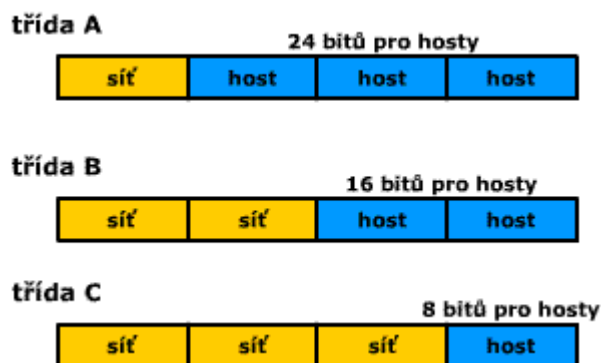 třída A
24 bitů pro hosty
síť host host host
třída B
16 bitů pro hosty
síť síť host host
třída C
8 bitů pro hosty
síť síť síť host